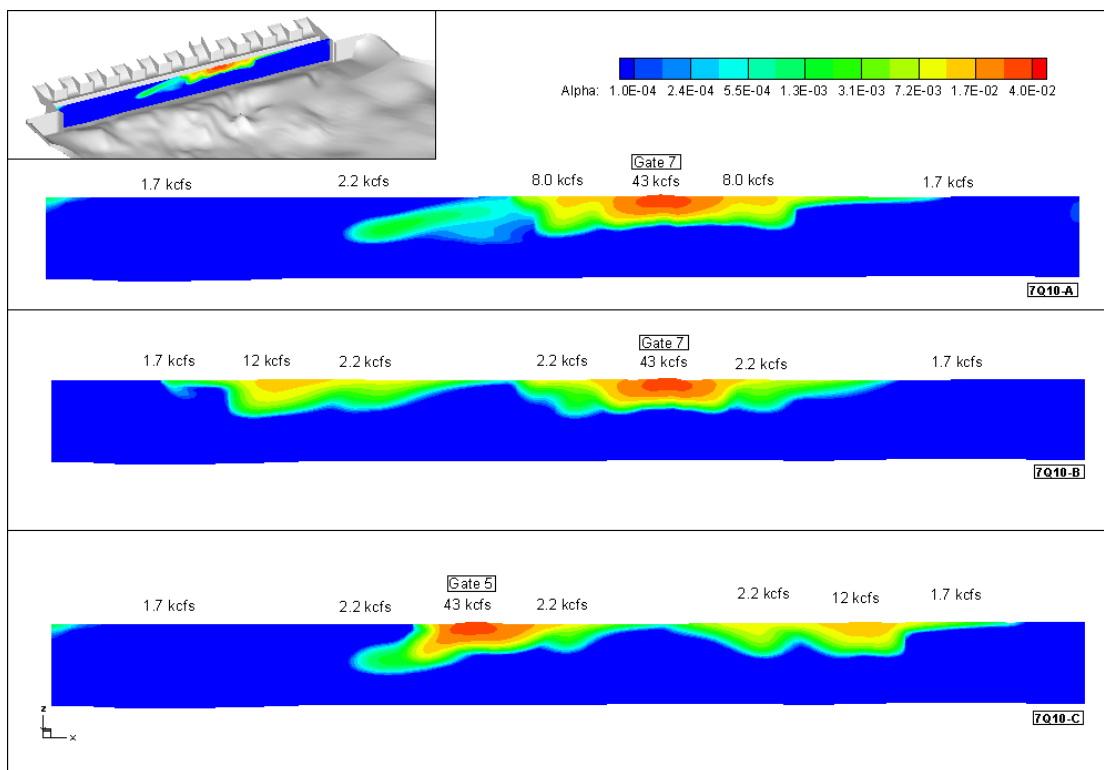 Alpha: 1.0E-04 2.4E-04 5.5E-04 1.3E-03 3.1E-03 7.2E-03 1.7E-02 4.0E-02
Gate 7
1.7 kcfs 2.2 kcfs 8.0 kcfs 43 kcfs 8.0 kcfs 1.7 kcfs
7Q10-A
Gate 7
1.7 kcfs 12 kcfs 2.2 kcfs 2.2 kcfs 43 kcfs 2.2 kcfs 1.7 kcfs
7Q10-B
Gate 5
1.7 kcfs 2.2 kcfs 43 kcfs 2.2 kcfs 2.2 kcfs 12 kcfs 1.7 kcfs
7Q10-C
z
x